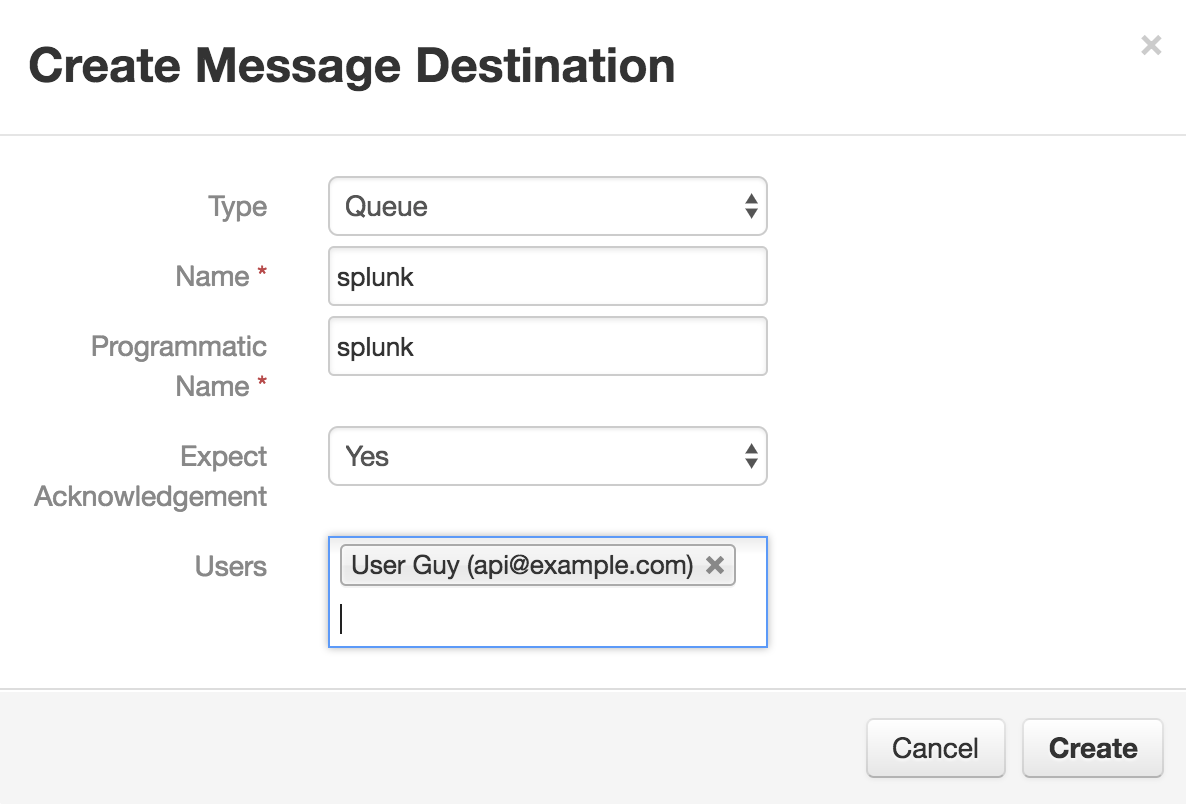 Create Message Destination
Type
Queue
Name *
splunk
Programmatic
Name *
splunk
Expect
Acknowledgement
Yes
Users
User Guy (api@example.com)
Cancel
Create